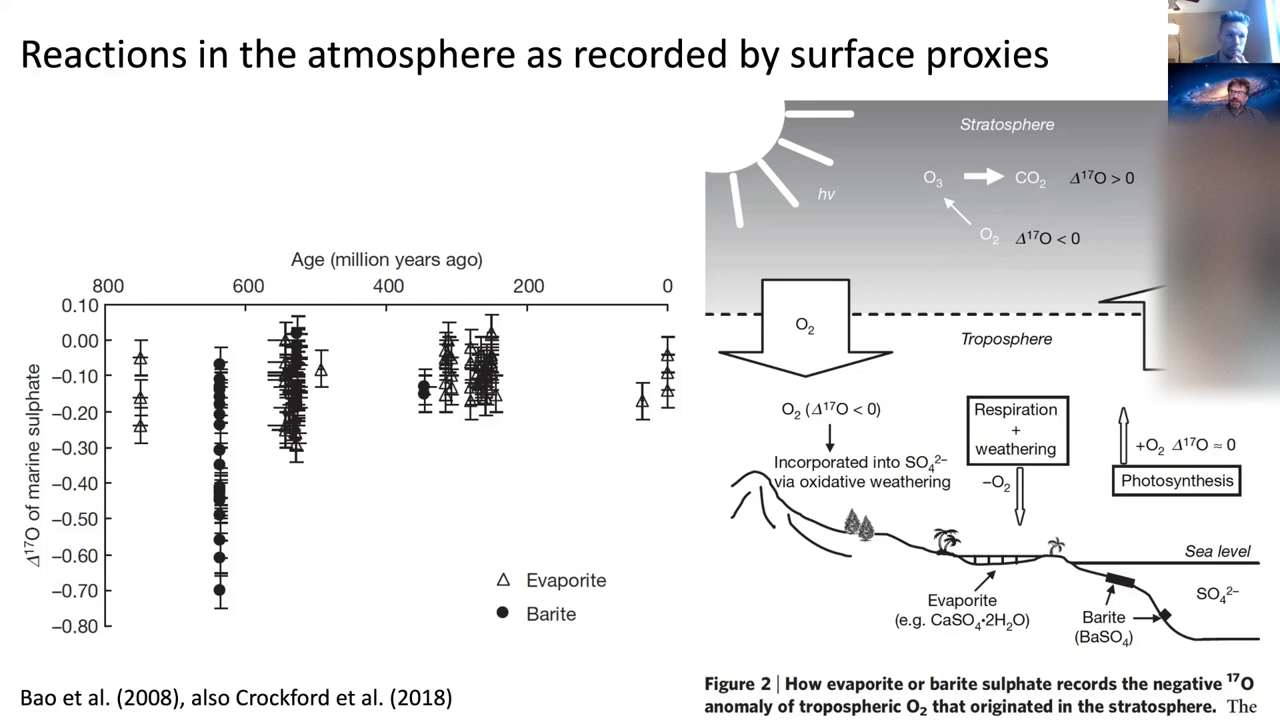 Reactions in the atmosphere as recorded by surface proxies
Age (million years ago)
800 600 400 200 0
0.10
0.00
–0.10
–0.20
–0.30
–0.40
–0.50
–0.60
–0.70
–0.80
Δ¹⁷O of marine sulphate
Evaporite
Barite
Bao et al. (2008), also Crockford et al. (2018)
Stratosphere
hv
O₃ CO₂ Δ¹⁷O > 0
O₂ Δ¹⁷O < 0
O₂
Troposphere
O₂ (Δ¹⁷O < 0)
Incorporated into SO₄²⁻
via oxidative weathering
Respiration
+
weathering
–O₂
+O₂ Δ¹⁷O ≈ 0
Photosynthesis
Sea level
SO₄²⁻
Evaporite
(e.g. CaSO₄•2H₂O)
Barite
(BaSO₄)
Figure 2 | How evaporite or barite sulphate records the negative ¹⁷O
anomaly of tropospheric O₂ that originated in the stratosphere. The